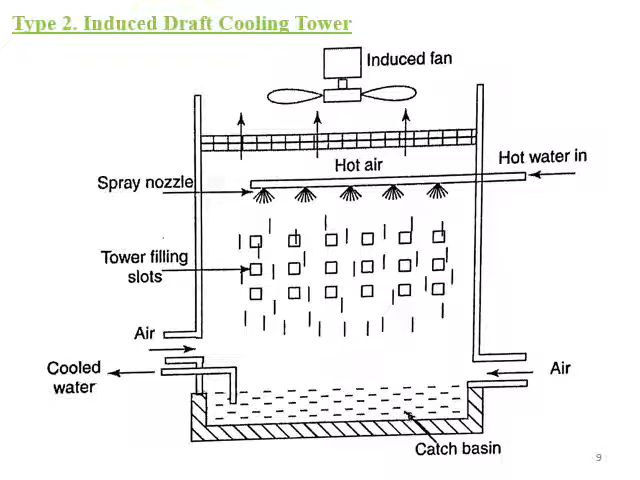 Type 2. Induced Draft Cooling Tower
Induced fan
Hot air
Hot water in
Spray nozzle
Tower filling
slots
Air
Cooled
water
Air
Catch basin
9